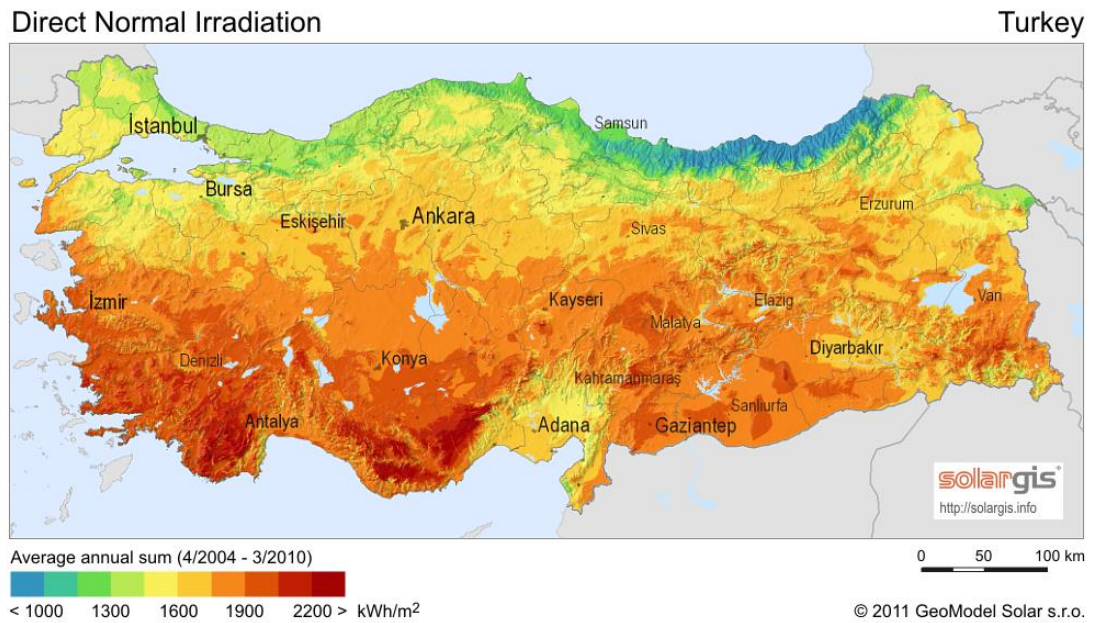 Direct Normal Irradiation
Turkey
Samsun
İstanbul
Bursa
Erzurum
Eskişehir
Ankara
Sivas
İzmir
Kayseri
Elazig
Van
Malatya
Diyarbakır
Denizli
Konya
Kahramanmaraş
Sanliurfa
Antalya
Adana
Gaziantep
solargis
http://solargis.info
Average annual sum (4/2004 - 3/2010)
0 50 100 km
< 1000 1300 1600 1900 2200 > kWh/m²
© 2011 GeoModel Solar s.r.o.